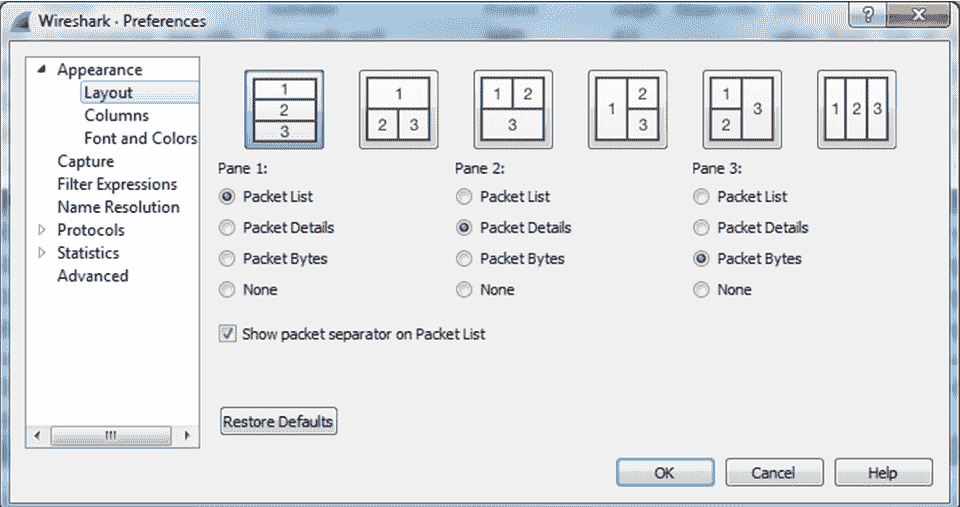 Wireshark · Preferences
Appearance
Layout
Columns
Font and Colors
Capture
Filter Expressions
Name Resolution
Protocols
Statistics
Advanced
1 1 1 2 2 1 1 2 3
2 2 3 3 1 3 2 3
3
Pane 1: Pane 2: Pane 3:
Packet List Packet List Packet List
Packet Details Packet Details Packet Details
Packet Bytes Packet Bytes Packet Bytes
None None None
Show packet separator on Packet List
Restore Defaults
OK Cancel Help